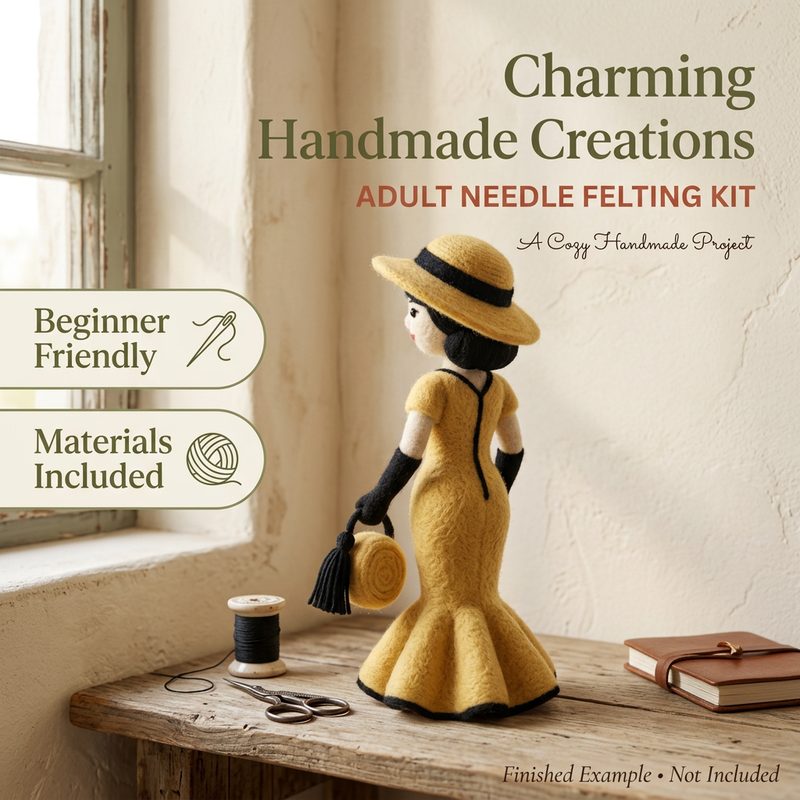 Charming
Handmade Creations
ADULT NEEDLE FELTING KIT
A Cozy Handmade Project
Beginner
Friendly
Materials
Included
Finished Example • Not Included